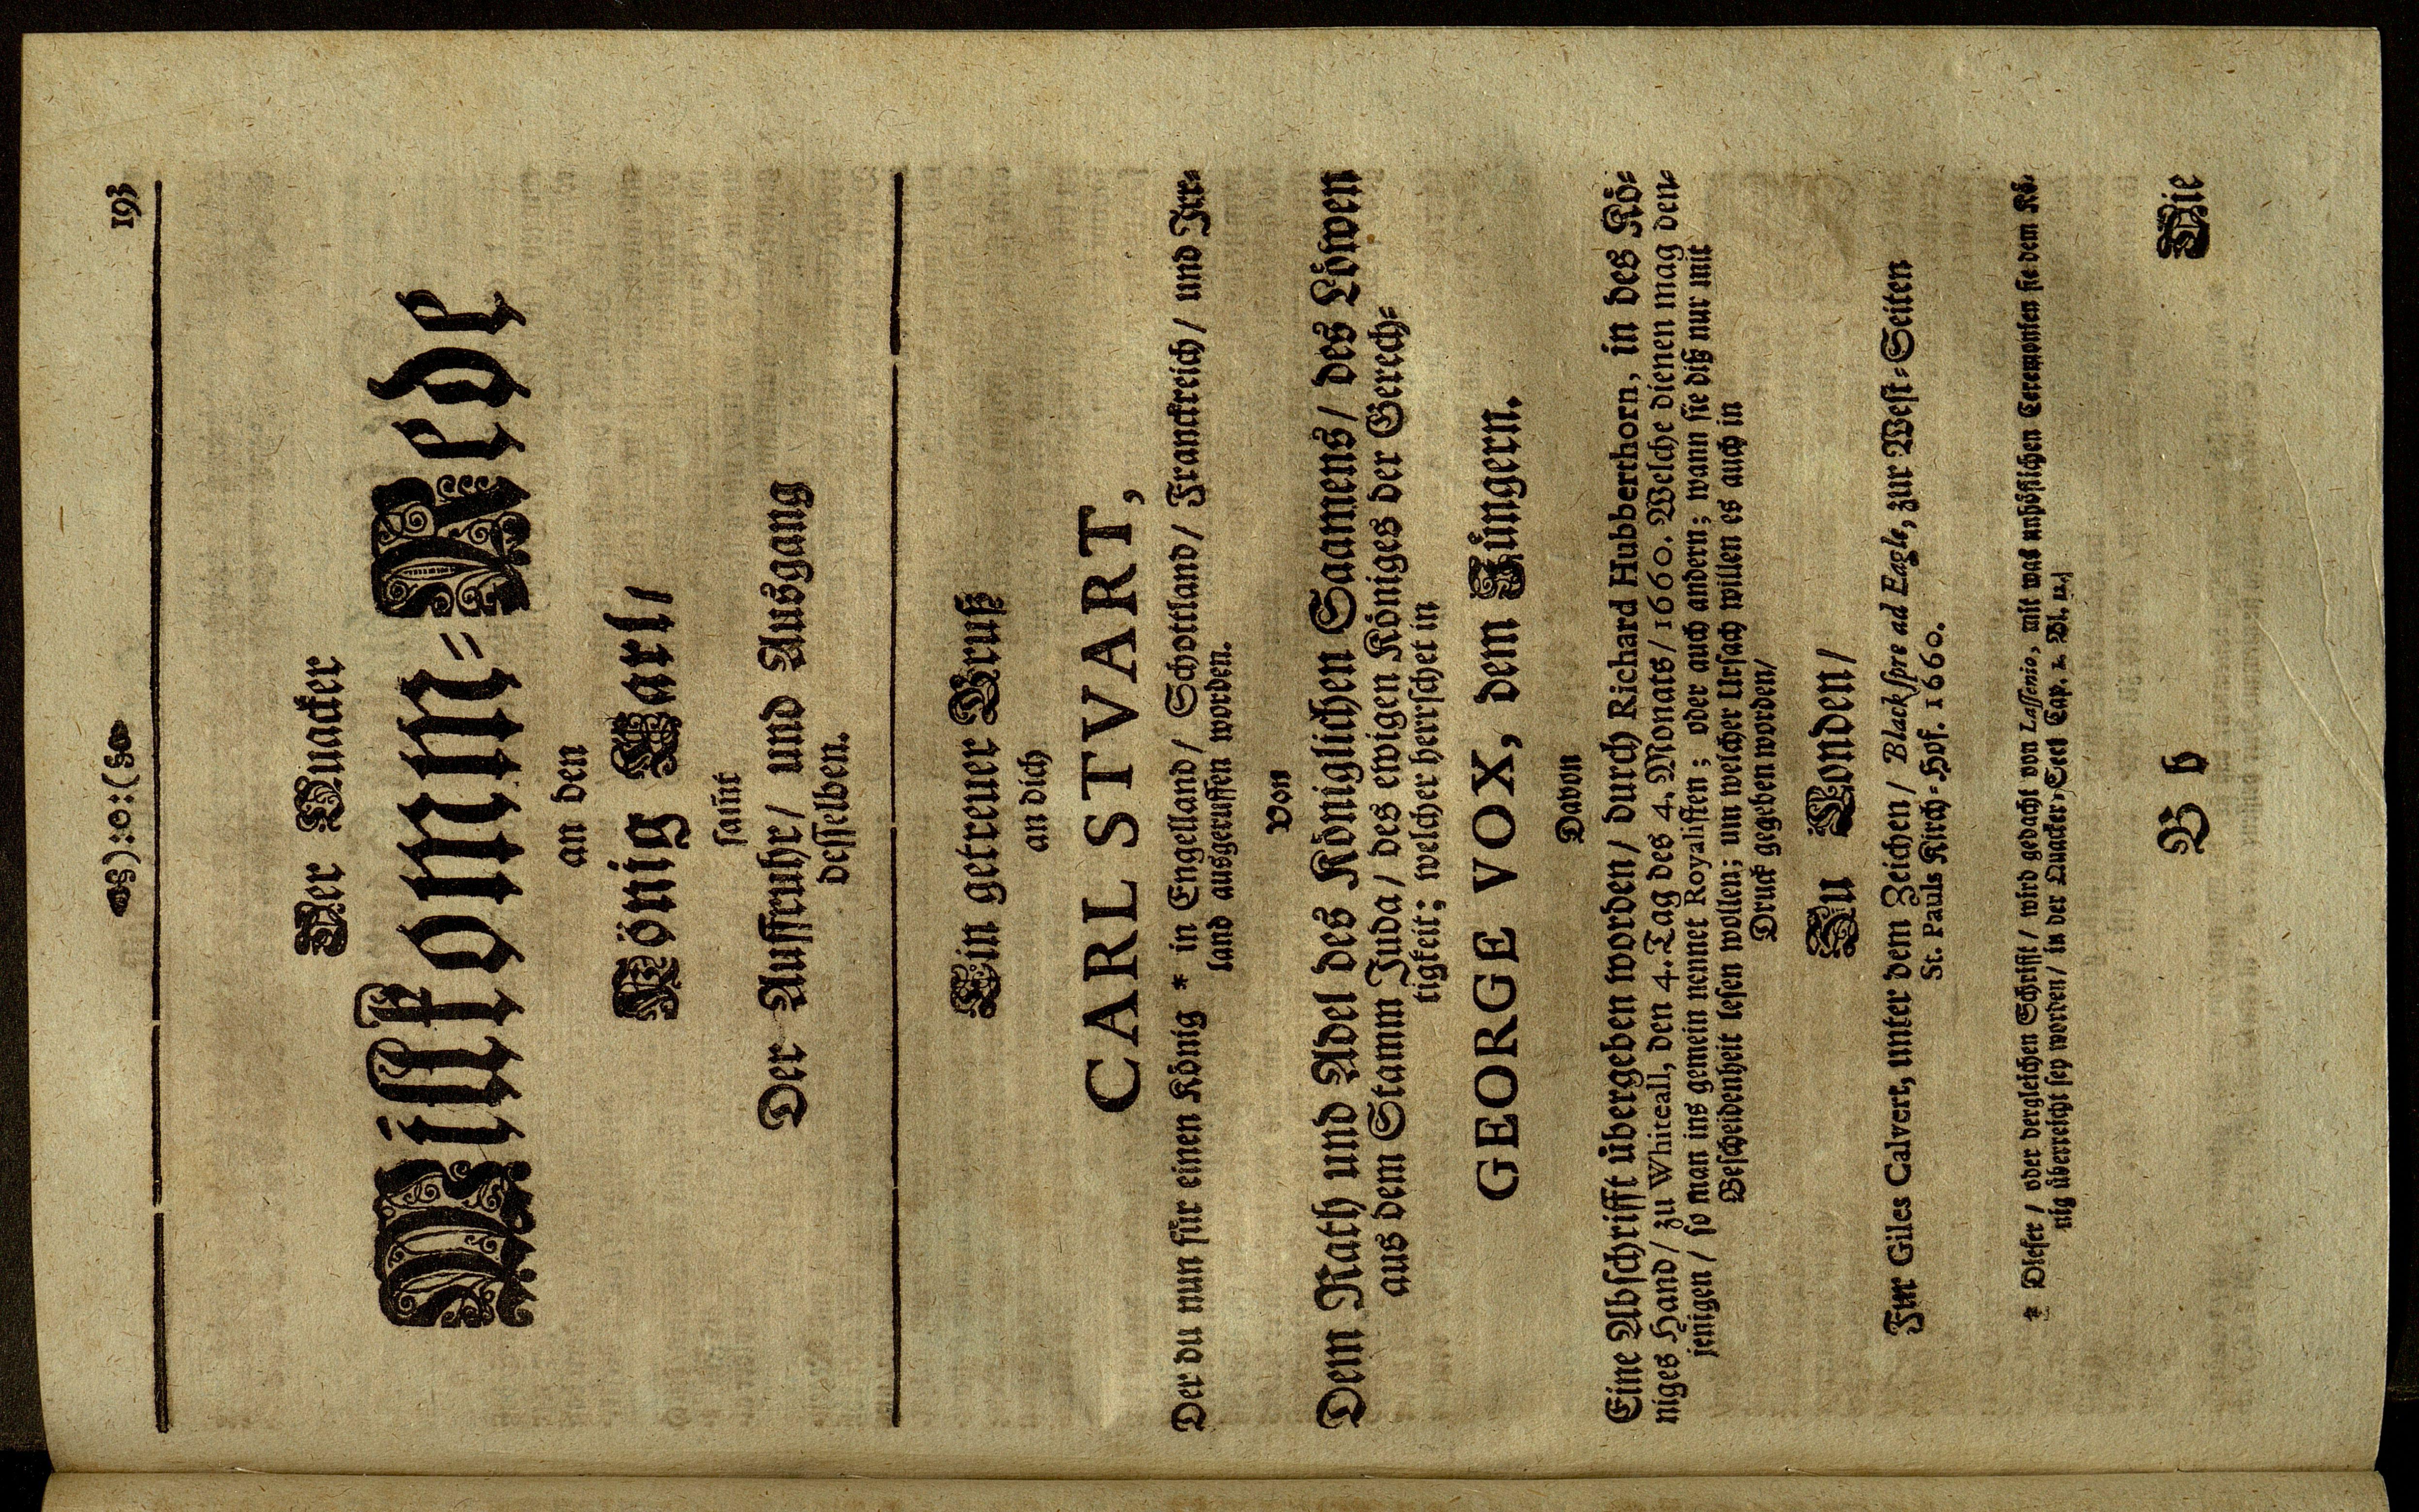 ):o:( 193
Der Quacker
Willkomm-Rede
an den
König Carl/
samt
Der Auffruhr/ und Ausgang
desselben.
Ein getreuer Gruß
an dich
CARL STVART,
Der du nun für einen König * in Engelland/ Schottland/ Franckreich/ und Irr-
land ausgeruffen worden.
Von
Dem Rath und Adel des Königlichen Saamens/ des Löwen
aus dem Stamm Juda/ des ewigen Königes der Gerech-
tigkeit; welcher herrschet in
GEORGE VOX, dem Jüngern.
Davon
Eine Abschrifft übergeben worden/ durch Richard Hubberthorn, in des Kö-
niges Hand/ zu Whiteall, den 4. Tag des 4. Monats/ 1660. Welche dienen mag den-
jenigen/ so man ins gemein nennet Royalisten; oder auch andern; wann sie diß nur mit
Bescheidenheit lesen wollen; um welcher Ursach willen es auch in
Druck gegeben worden/
Zu Londen/
Für Giles Calvert, unter dem Zeichen/ Black spre ad Eagle, zur West-Seiten
St. Pauls Kirch-Hof. 1660.
* Dieser/ oder dergleichen Schrifft/ wird gedacht von Lassenio, mit was unhöflichen Ceremonien sie dem Kö-
nig überreicht sey worden/ in der Quacker-Sect Cap. 1. Bl. 12.
B b Die